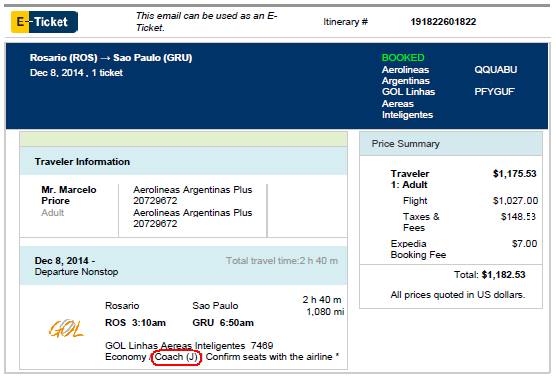 E-Ticket
This email can be used as an E-
Ticket.
Itinerary #
191822601822
Rosario (ROS) → Sao Paulo (GRU)
Dec 8, 2014 , 1 ticket
BOOKED
Aerolineas
Argentinas
QQUABU
GOL Linhas
Aereas
Inteligentes
PFYGUF
Traveler Information
Mr. Marcelo
Priore
Adult
Aerolineas Argentinas Plus
20729672
Aerolineas Argentinas Plus
20729672
Price Summary
Traveler
1: Adult
$1,175.53
Flight
$1,027.00
Taxes &
Fees
$148.53
Expedia
Booking Fee
$7.00
Total: $1,182.53
All prices quoted in US dollars.
Dec 8, 2014 -
Departure Nonstop
Total travel time:2 h 40 m
GOL
Rosario
Sao Paulo
2 h 40 m
1,080 mi
ROS 3:10am
GRU 6:50am
GOL Linhas Aereas Inteligentes 7469
Economy / Coach (J) Confirm seats with the airline *